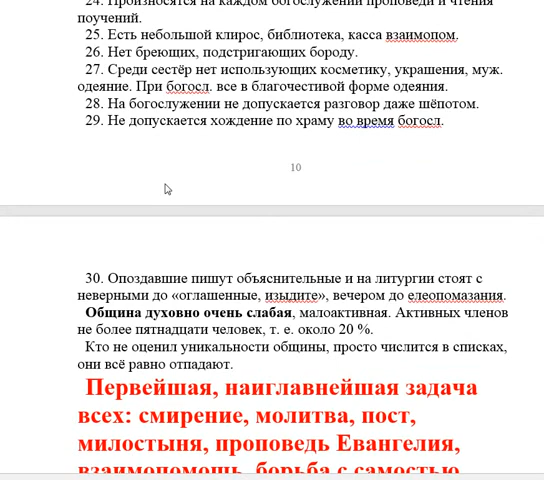 24. Произносятся на каждом богослужении проповеди и чтения
поучений.
25. Есть небольшой клирос, библиотека, касса взаимопом.
26. Нет бреющих, подстригающих бороду.
27. Среди сестёр нет использующих косметику, украшения, муж.
одеяние. При богосл. все в благочестивой форме одеяния.
28. На богослужении не допускается разговор даже шёпотом.
29. Не допускается хождение по храму во время богосл.
10
30. Опоздавшие пишут объяснительные и на литургии стоят с
неверными до «оглашенные, изыдите», вечером до елеопомазания.
Община духовно очень слабая, малоактивная. Активных членов
не более пятнадцати человек, т. е. около 20 %.
Кто не оценил уникальности общины, просто числится в списках,
они всё равно отпадают.
Первейшая, наиглавнейшая задача
всех: смирение, молитва, пост,
милостыня, проповедь Евангелия,
взаимопомощь, борьба с самостью